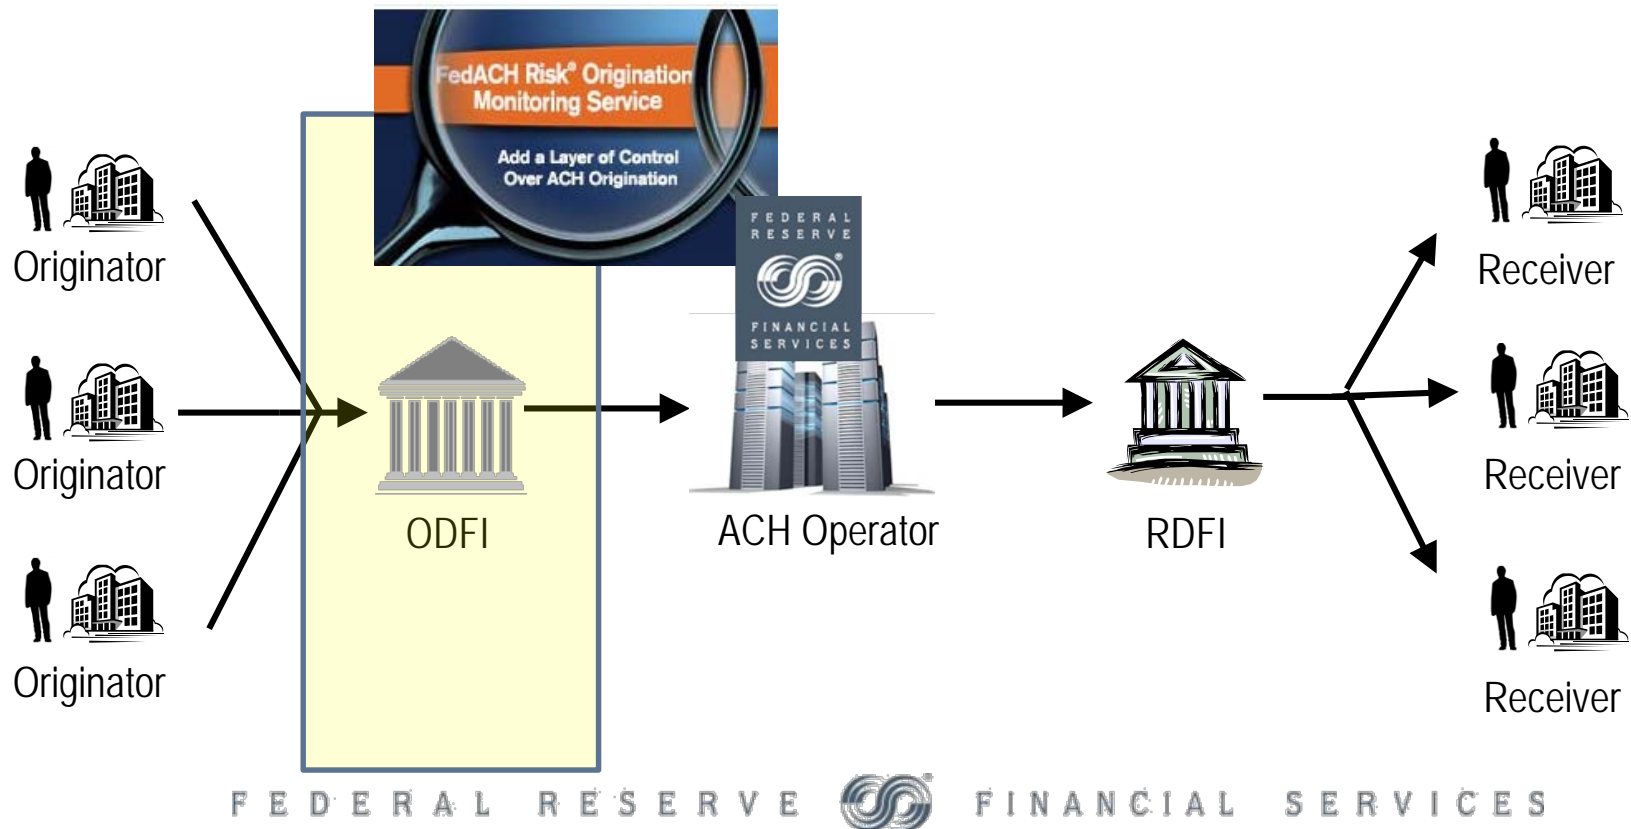 FedACH Risk® Origination
Monitoring Service
Add a Layer of Control
Over ACH Origination
FEDERAL
RESERVE
®
FINANCIAL
SERVICES
Originator
Originator
Originator
ODFI
ACH Operator
RDFI
Receiver
Receiver
Receiver
FEDERAL RESERVE ® FINANCIAL SERVICES